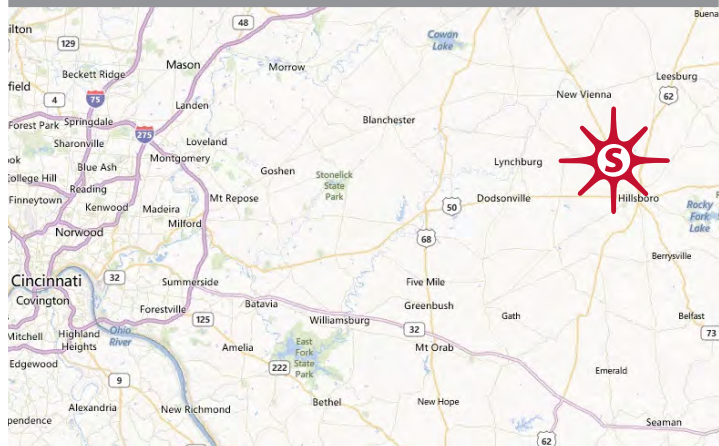 48
Buena
ilton
129
Cowan
Lake
Mason
Morrow
Beckett Ridge
Leesburg
field
75
4
New Vienna
62
Landen
Forest Park
Springdale
Blanchester
275
Sharonville
Loveland
ook
Montgomery
Lynchburg
S
Blue Ash
Goshen
College Hill
Stonelick
State
Park
Reading
Finneytown
Kenwood
Madeira
Mt Repose
Dodsonville
Hillsboro
50
Rocky
Fork
Lake
Milford
Norwood
68
Berrysville
Cincinnati
32
Summerside
Five Mile
Covington
Batavia
Greenbush
Forestville
125
Williamsburg
Gath
Belfast
Mitchell
Highland
Heights
Ohio
River
32
73
Amelia
East
Fork
State
Park
Mt Orab
Edgewood
222
Emerald
9
Bethel
New Hope
Alexandria
New Richmond
pendence
Seaman
62